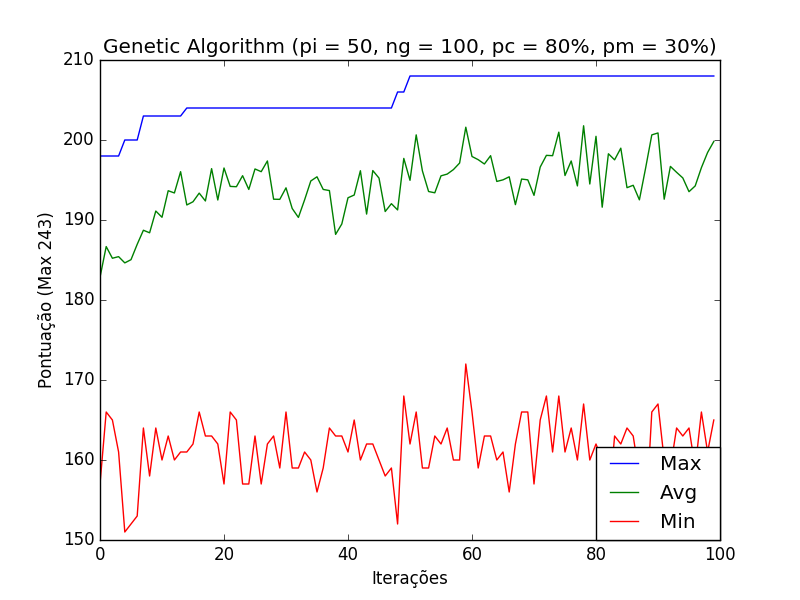 Genetic Algorithm (pi = 50, ng = 100, pc = 80%, pm = 30%)
210
200
190
180
170
160
150
Pontuação (Max 243)
0 20 40 60 80 100
Iterações
Max
Avg
Min